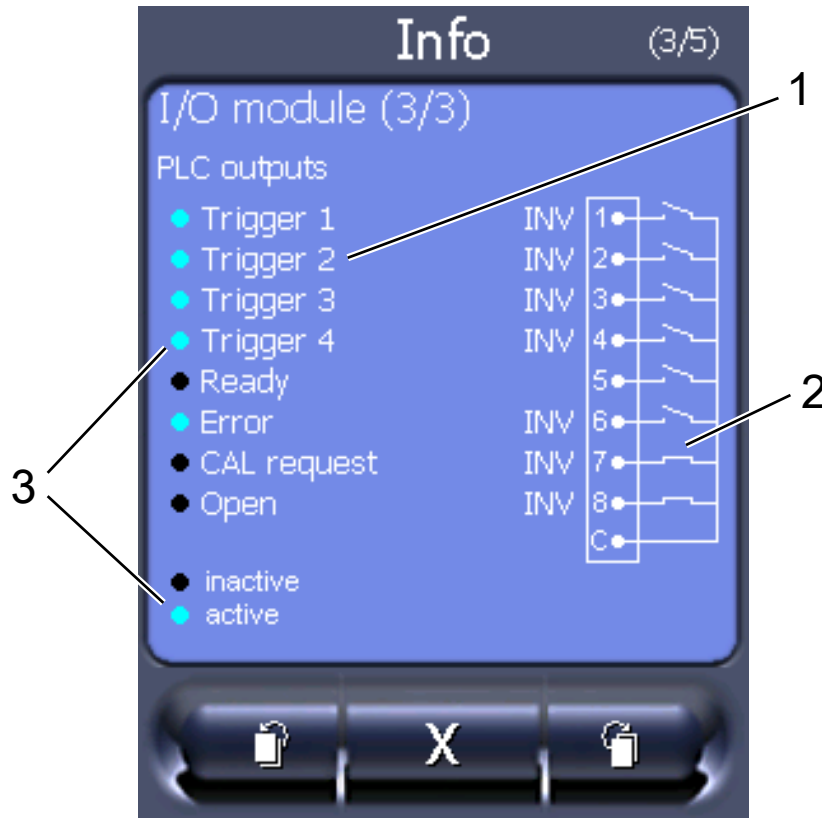 Info (3/5)
I/O module (3/3)
1
PLC outputs
Trigger 1 INV 1
Trigger 2 INV 2
Trigger 3 INV 3
Trigger 4 INV 4
Ready 5
2
Error INV 6
CAL request INV 7
3
Open INV 8
C
inactive
active
X